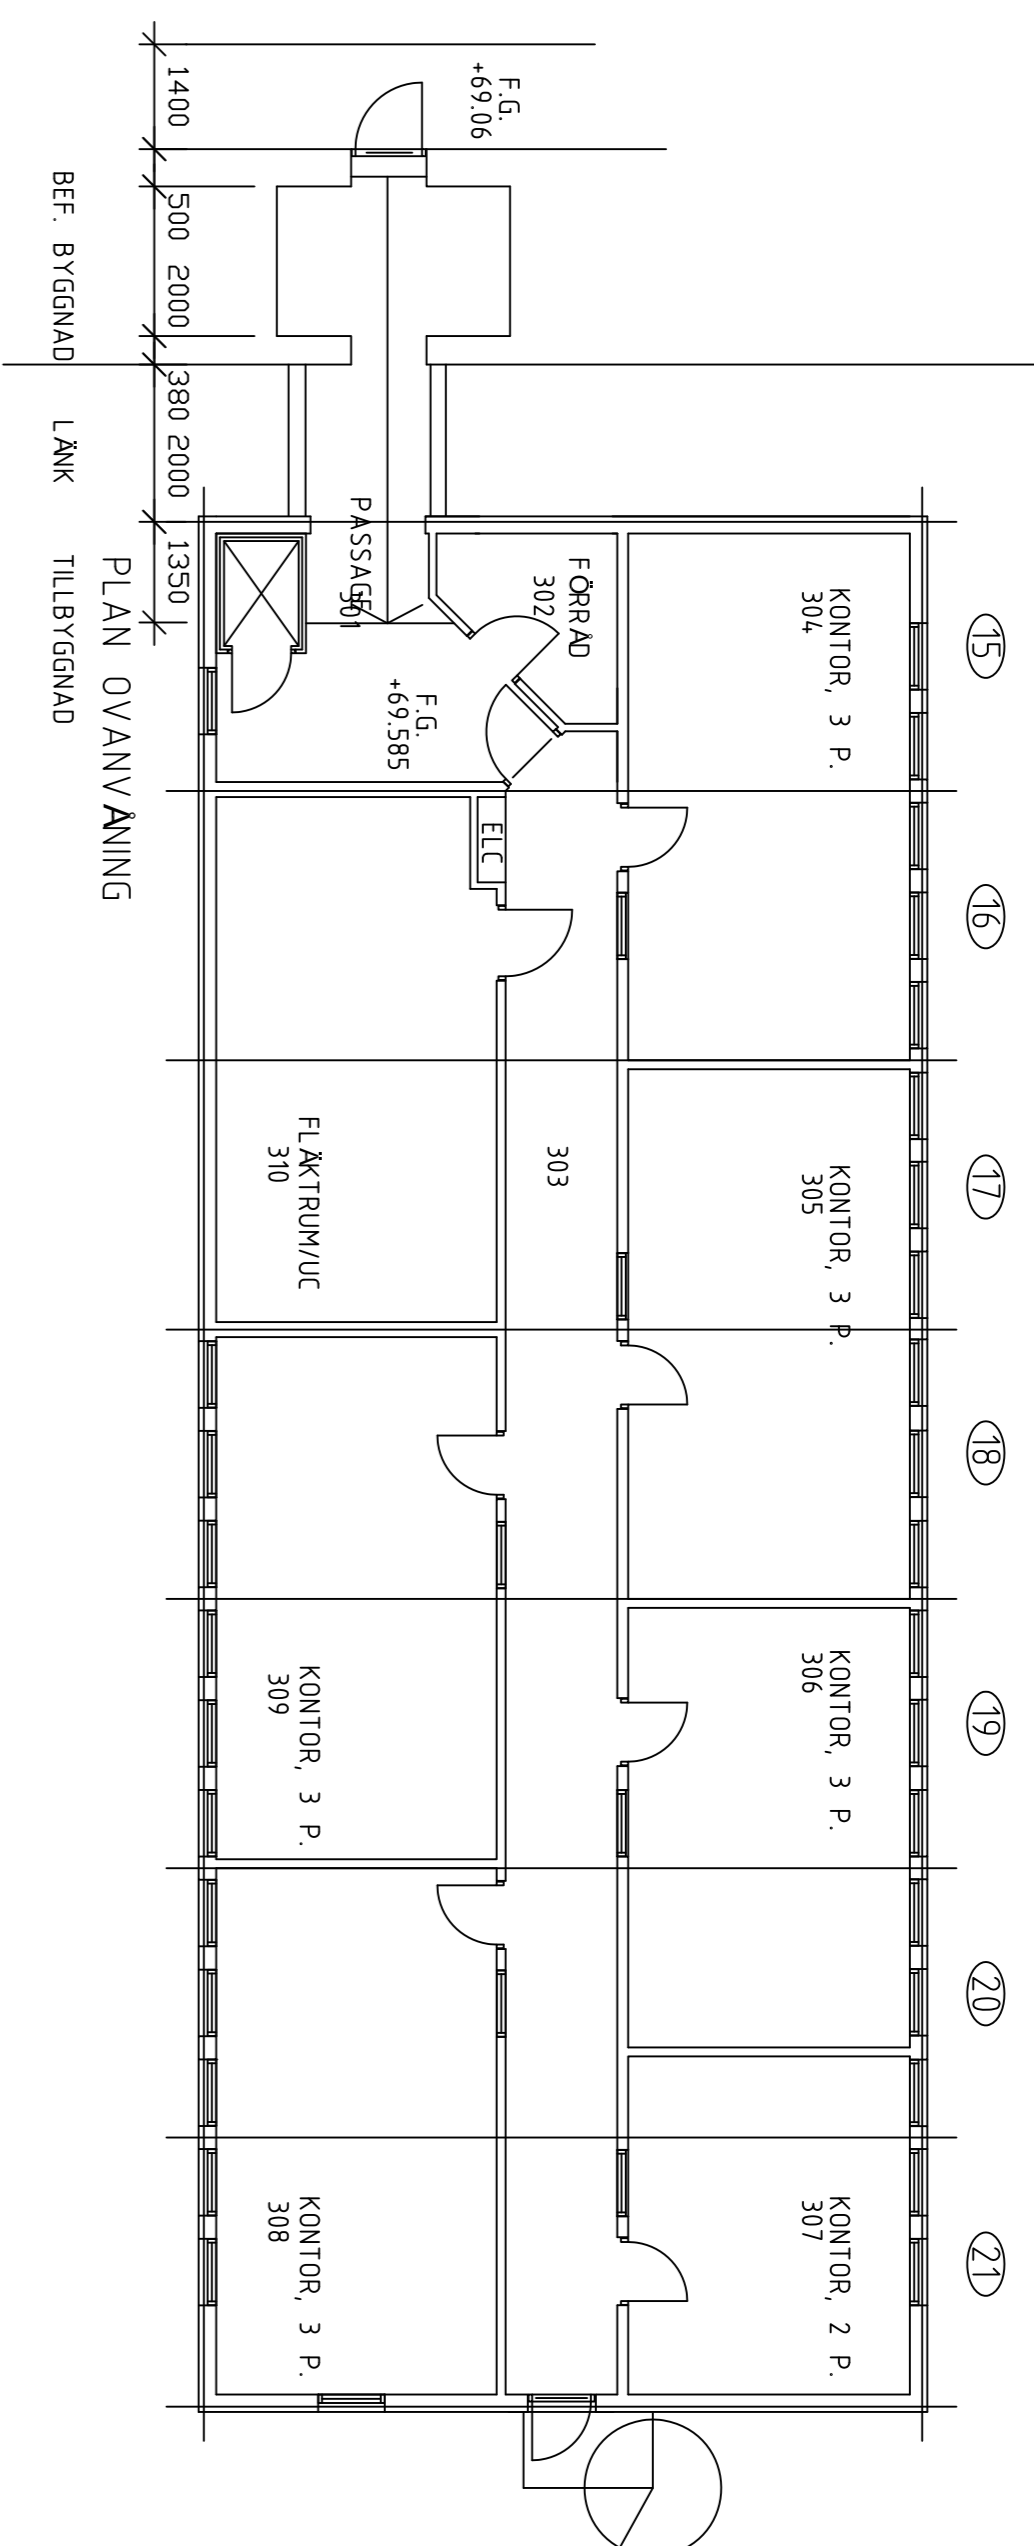 15
16
17
18
19
20
21
KONTOR, 3 P.
304
KONTOR, 3 P.
305
KONTOR, 3 P.
306
KONTOR, 2 P.
307
FÖRRÅD
302
303
F.G.
+69.06
ELC
F.G.
+69.585
PASSAGE
301
FLÄKTRUM/UC
310
KONTOR, 3 P.
309
KONTOR, 3 P.
308
1400
500
2000
380
2000
1350
PLAN OVANVÅNING
BEF. BYGGNAD
LÄNK
TILLBYGGNAD